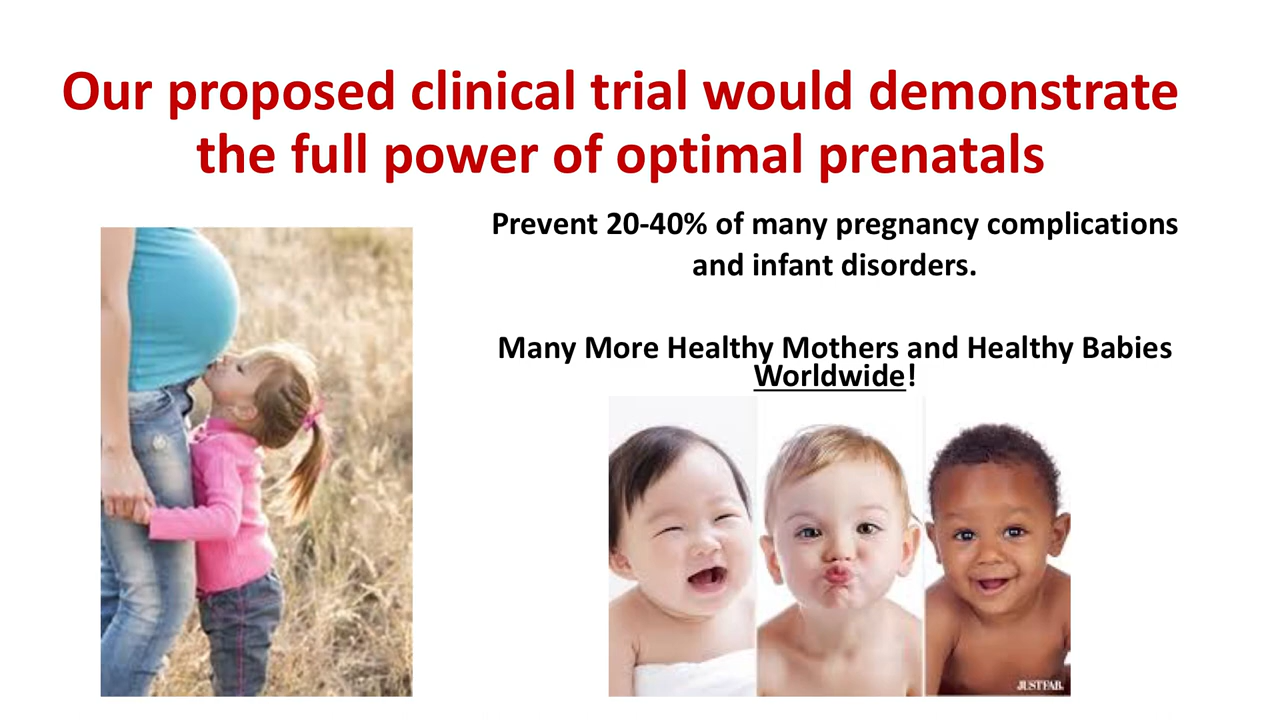 Our proposed clinical trial would demonstrate
the full power of optimal prenatals
Prevent 20-40% of many pregnancy complications
and infant disorders.
Many More Healthy Mothers and Healthy Babies
Worldwide!
JUSTFAB.